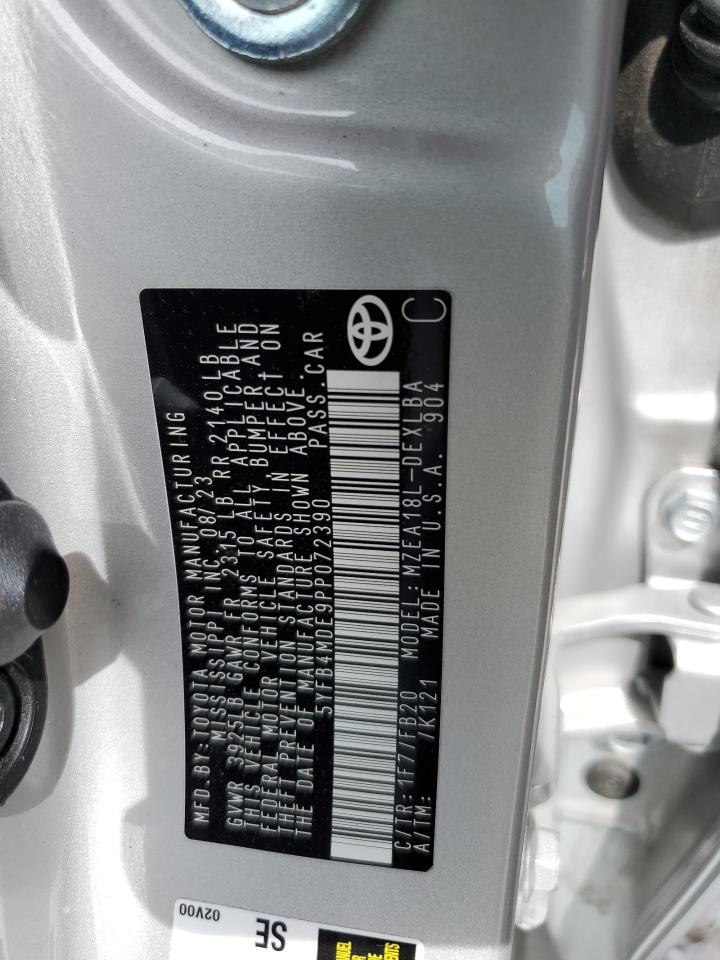 MFD.BY:TOYOTA MOTOR MANUFACTURING
MISSISSIPPI INC. 08/23
GVWR 3925LB GAWR FR 2315 LB RR 2140LB
THIS VEHICLE CONFORMS TO ALL APPLICABLE
FEDERAL MOTOR VEHICLE SAFETY, BUMPER, AND
THEFT PREVENTION STANDARDS IN EFFECT ON
THE DATE OF MANUFACTURE SHOWN ABOVE.
5YFB4MDE9PP072390 PASS.CAR
C/TR: 1F7/FB20 MODEL: MZEA18L-DEXLBA
A/TM: /K121 MADE IN U.S.A. 904 C
02V00
SE